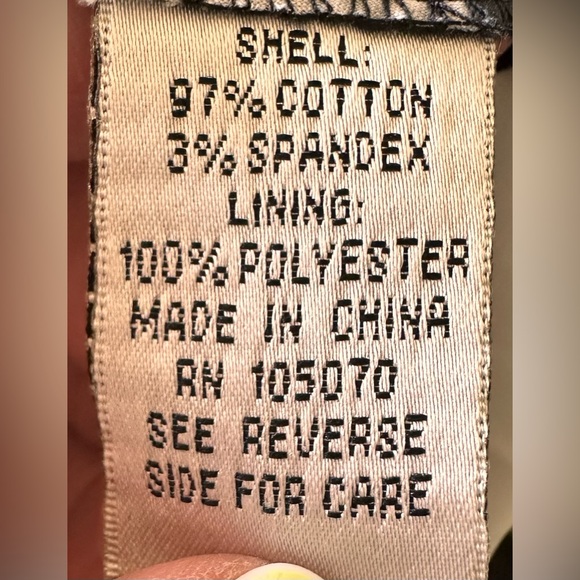 SHELL:
97% COTTON
3% SPANDEX
LINING:
100% POLYESTER
MADE IN CHINA
RN 105070
SEE REVERSE
SIDE FOR CARE